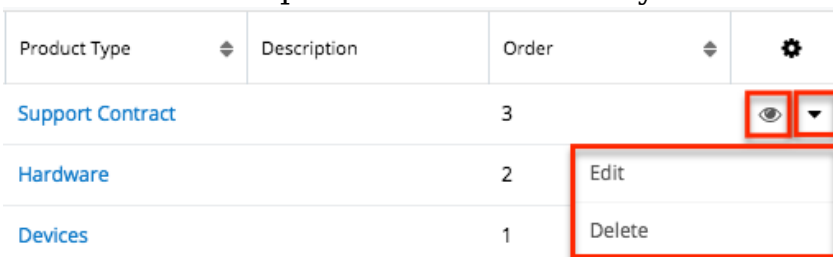 Product Type Description Order
Support Contract 3
Hardware 2 Edit
Devices 1 Delete